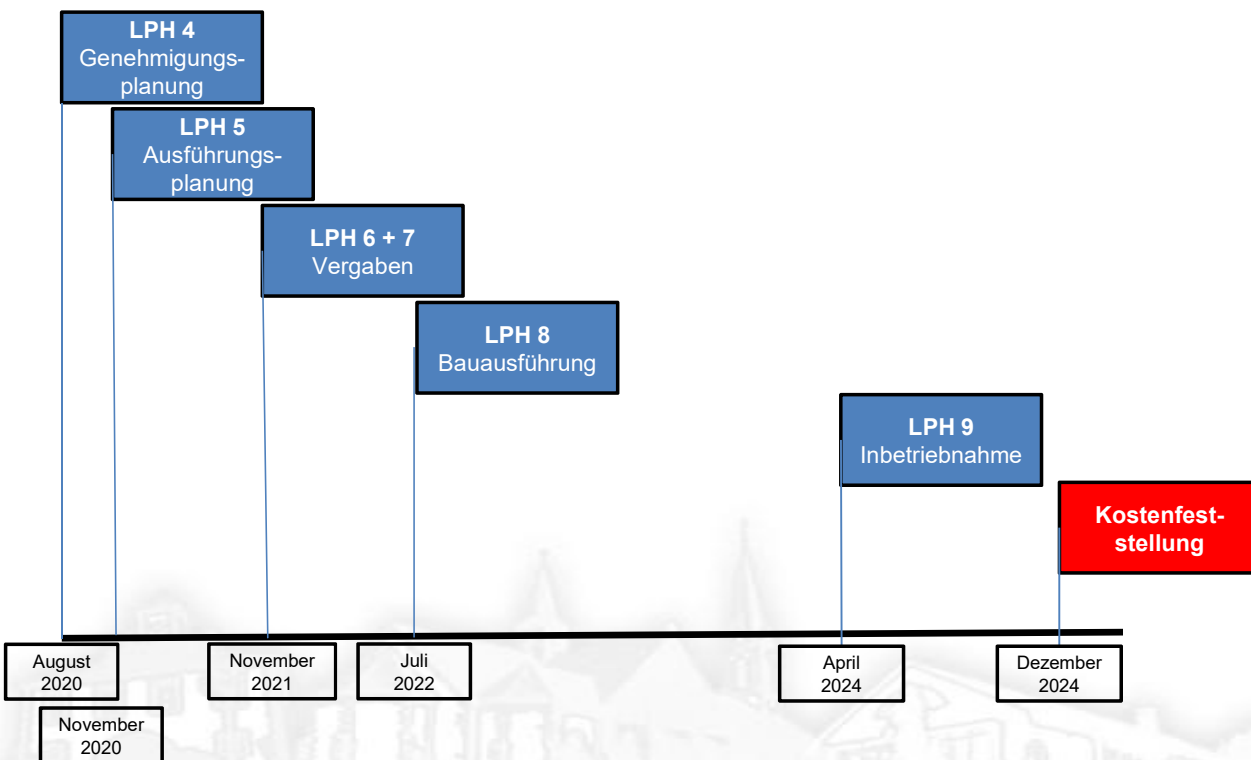 LPH 4
Genehmigungs-
planung
LPH 5
Ausführungs-
planung
LPH 6 + 7
Vergaben
LPH 8
Bauausführung
LPH 9
Inbetriebnahme
Kostenfest-
stellung
August
2020
November
2020
November
2021
Juli
2022
April
2024
Dezember
2024